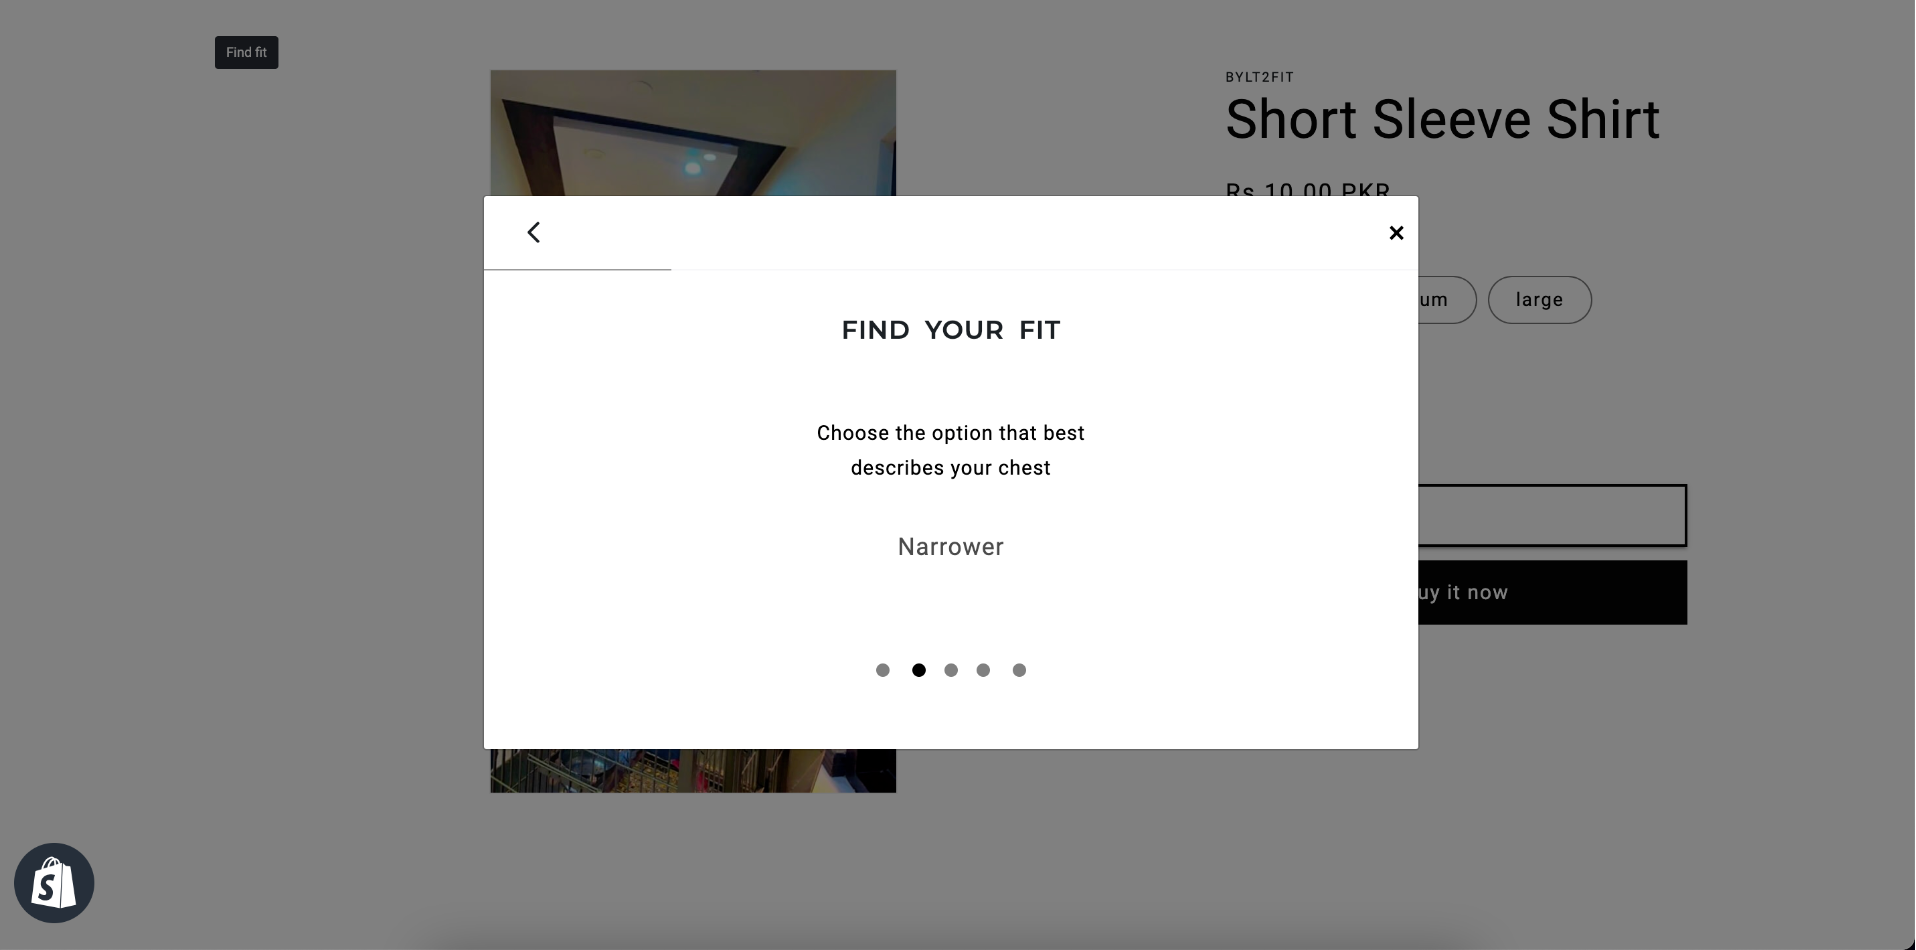 Find fit
BYLT2FIT
Short Sleeve Shirt
Rs.10.00 PKR
um
large
FIND YOUR FIT
Choose the option that best
describes your chest
Narrower
uy it now
S